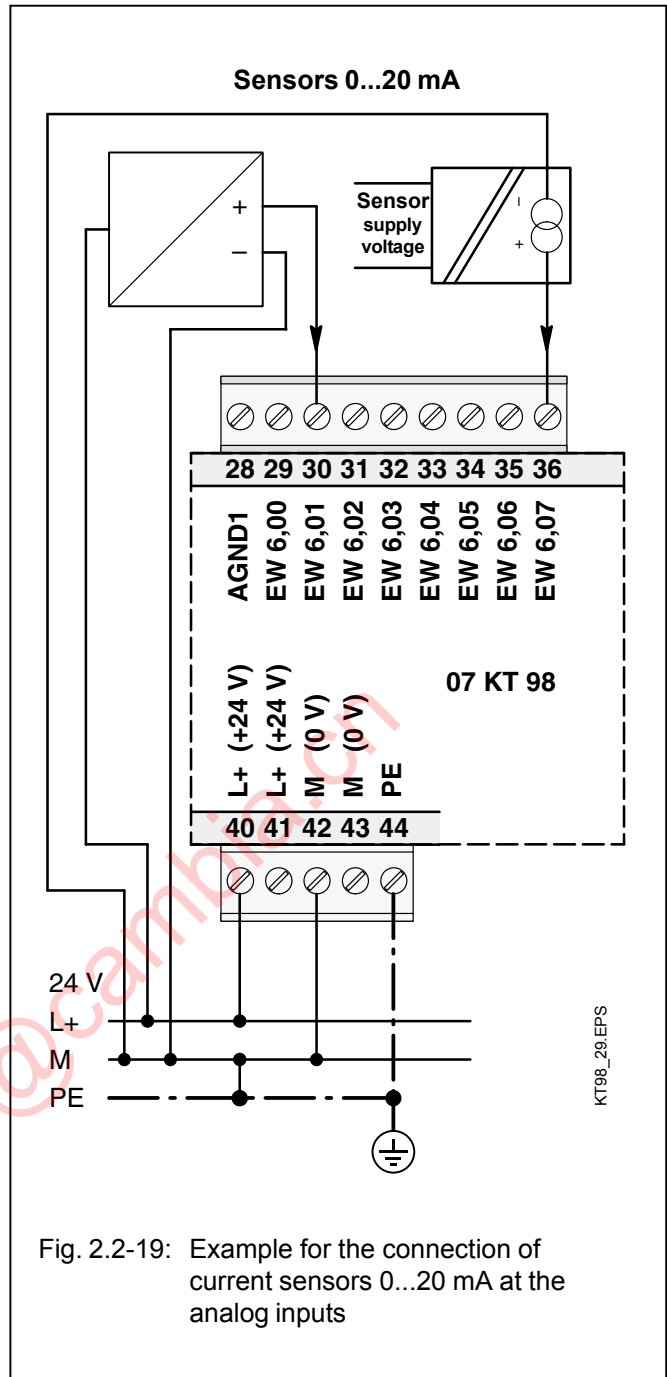 Sensors 0...20 mA
+
−
Sensor
supply
voltage
−
+
28 29 30 31 32 33 34 35 36
AGND1
EW 6,00
EW 6,01
EW 6,02
EW 6,03
EW 6,04
EW 6,05
EW 6,06
EW 6,07
07 KT 98
L+ (+24 V)
L+ (+24 V)
M (0 V)
M (0 V)
PE
40 41 42 43 44
24 V
L+
M
PE
KT98_29.EPS
@cambia.cn
Fig. 2.2-19: Example for the connection of
current sensors 0...20 mA at the
analog inputs